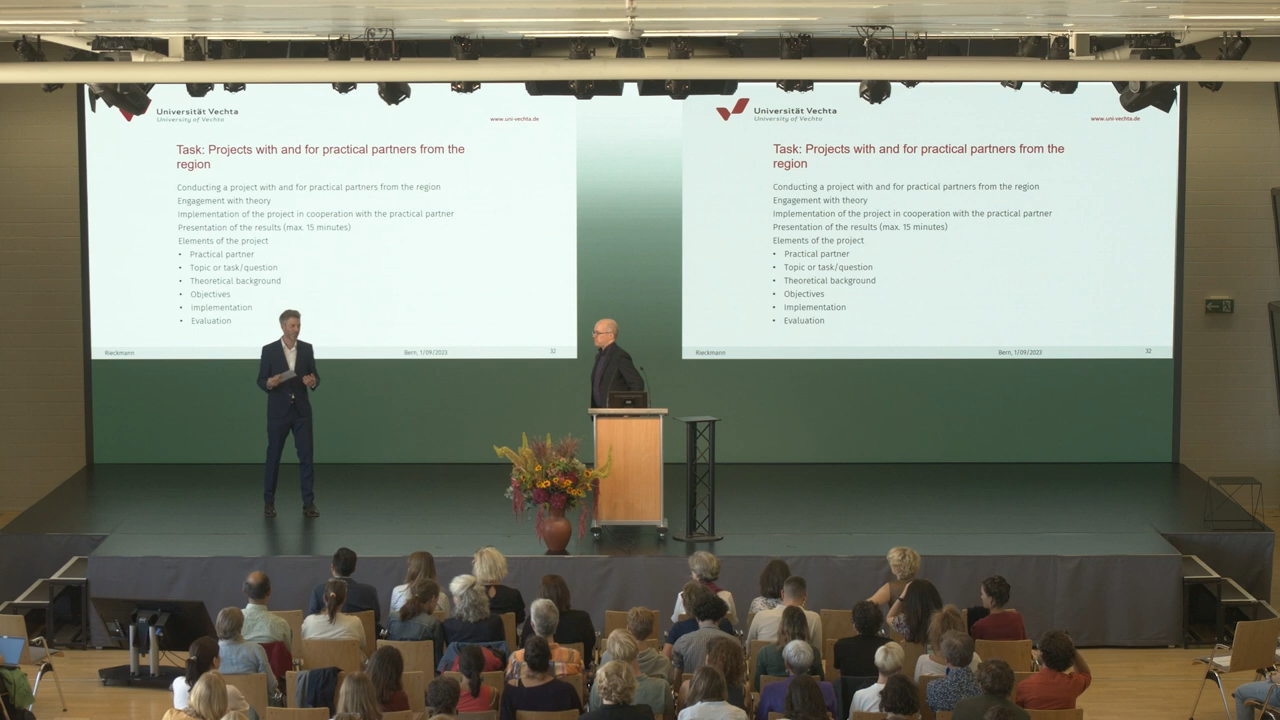 Universität Vechta
University of Vechta
www.uni-vechta.de
Task: Projects with and for practical partners from the
region
Conducting a project with and for practical partners from the region
Engagement with theory
Implementation of the project in cooperation with the practical partner
Presentation of the results (max. 15 minutes)
Elements of the project
• Practical partner
• Topic or task/question
• Theoretical background
• Objectives
• Implementation
• Evaluation
Rieckmann
Bern, 1/09/2023
32
Universität Vechta
University of Vechta
www.uni-vechta.de
Task: Projects with and for practical partners from the
region
Conducting a project with and for practical partners from the region
Engagement with theory
Implementation of the project in cooperation with the practical partner
Presentation of the results (max. 15 minutes)
Elements of the project
• Practical partner
• Topic or task/question
• Theoretical background
• Objectives
• Implementation
• Evaluation
Rieckmann
Bern, 1/09/2023
32